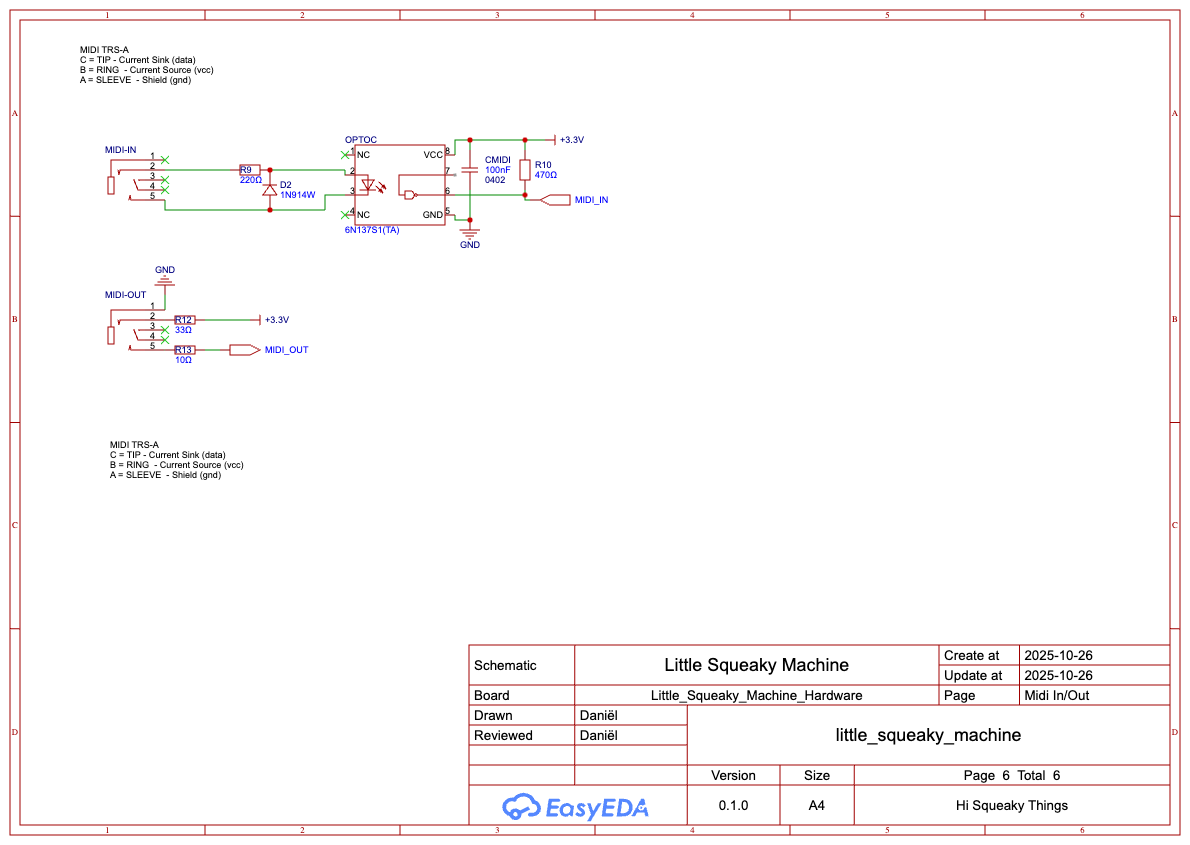 1 2 3 4 5 6
A A
MIDI TRS-A
C = TIP - Current Sink (data)
B = RING - Current Source (vcc)
A = SLEEVE - Shield (gnd)
MIDI-IN
1
2
3
4
5
R9
220Ω
D2
1N914W
OPTOC
1 NC
2
3
4 NC
VCC 8
7
6
GND 5
6N137S1(TA)
CMIDI
100nF
0402
+3.3V
R10
470Ω
MIDI_IN
GND
B B
GND
MIDI-OUT
1
2
3
4
5
R12
33Ω
+3.3V
R13
10Ω
MIDI_OUT
MIDI TRS-A
C = TIP - Current Sink (data)
B = RING - Current Source (vcc)
A = SLEEVE - Shield (gnd)
C C
D D
Schematic Little Squeaky Machine Create at 2025-10-26
Update at 2025-10-26
Board Little_Squeaky_Machine_Hardware Page Midi In/Out
Drawn Daniël
Reviewed Daniël
little_squeaky_machine
Version Size Page 6 Total 6
EasyEDA 0.1.0 A4 Hi Squeaky Things
1 2 3 4 5 6